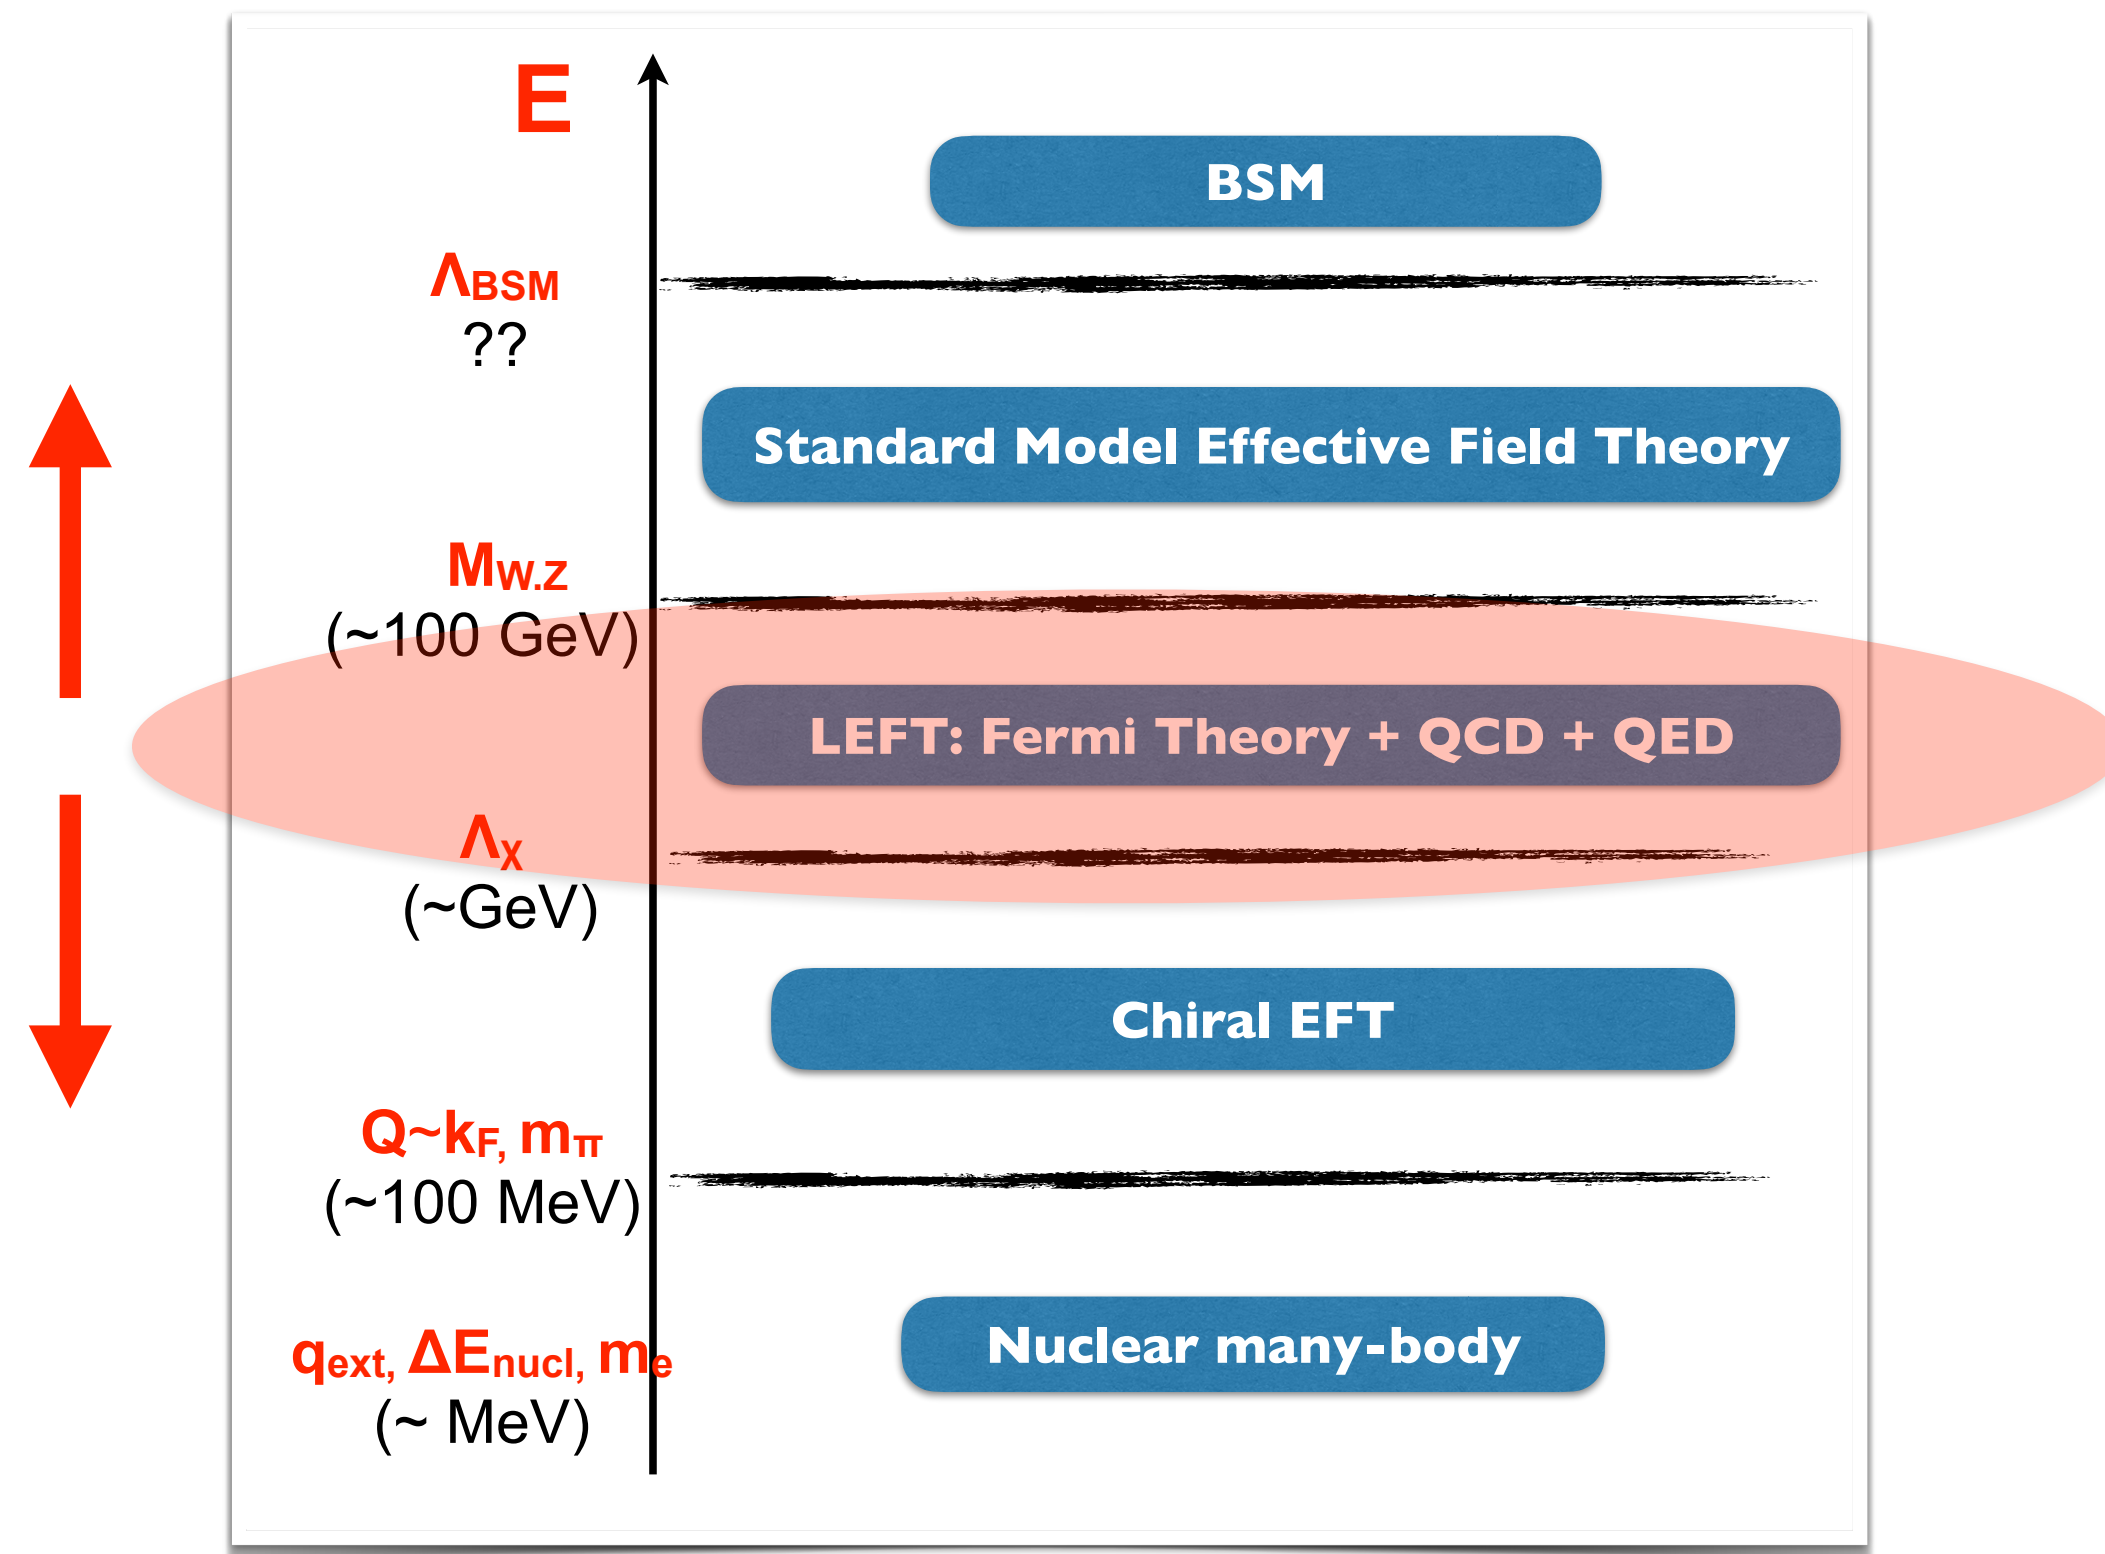 E
BSM
ΛBSM
??
Standard Model Effective Field Theory
MW.Z
(~100 GeV)
LEFT: Fermi Theory + QCD + QED
Λχ
(~GeV)
Chiral EFT
Q~kF, mπ
(~100 MeV)
qext, ΔEnucl, me
(~ MeV)
Nuclear many-body